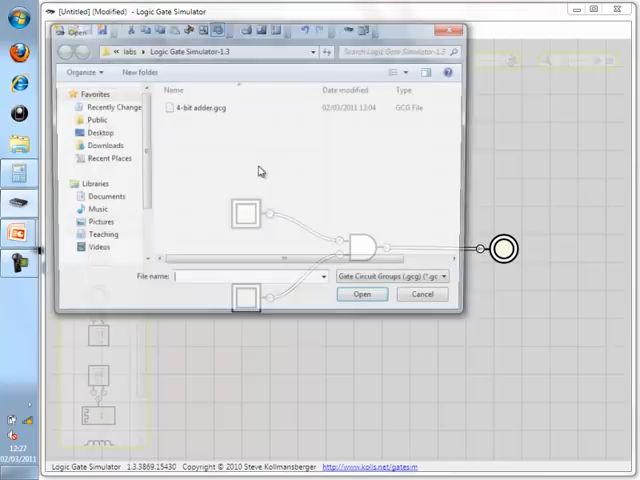 [Untitled] (Modified) - Logic Gate Simulator
Open
labs
Logic Gate Simulator-1.3
Search Logic Gate Simulator-1.3
Organize
New folder
Favorites
Recently Change
Public
Desktop
Downloads
Recent Places
Libraries
Documents
Music
Pictures
Teaching
Videos
Name
Date modified
Type
4-bit adder.gcg
02/03/2011 12:04
GCG File
File name:
Gate Circuit Groups (.gcg) (*.gc
Open
Cancel
12:27
02/03/2011
Logic Gate Simulator 1.3.3869.15430 Copyright © 2010 Steve Kollmansberger http://www.kolls.net/gatesim